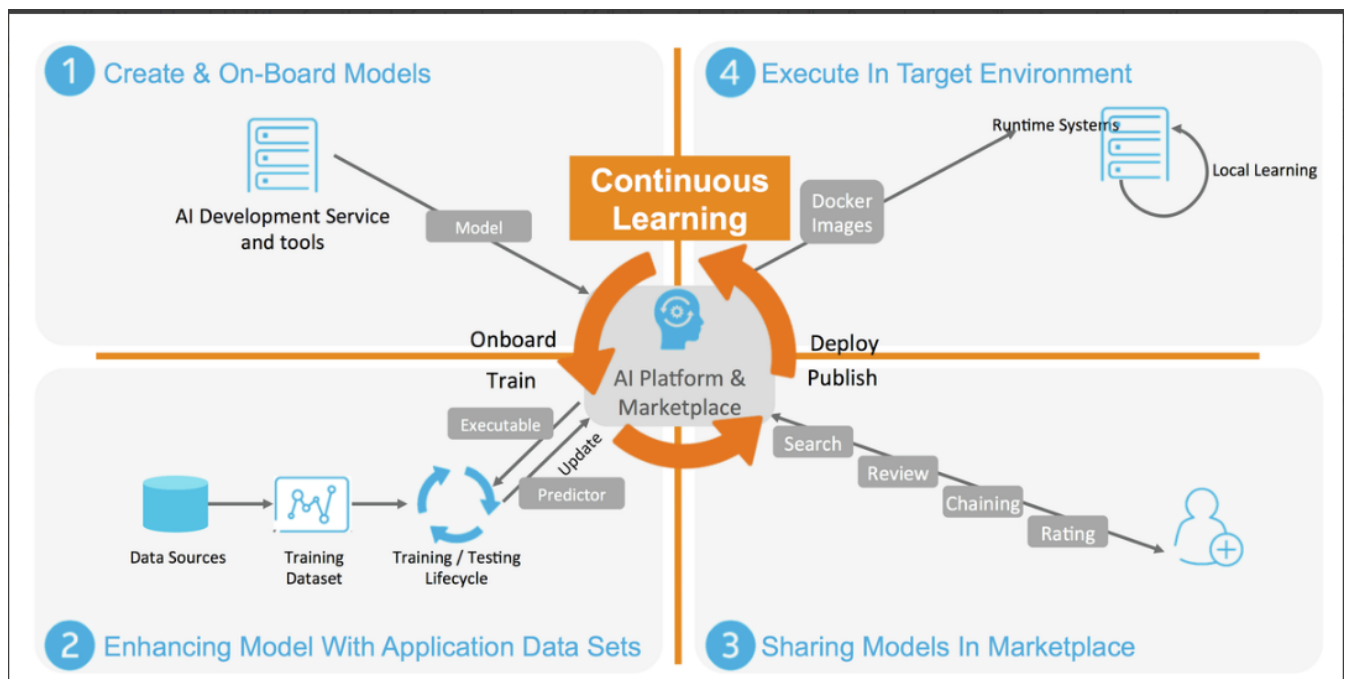 1 Create & On-Board Models
AI Development Service
and tools
Model
4 Execute In Target Environment
Runtime Systems
Local Learning
Docker
Images
Continuous
Learning
Onboard
Deploy
Train
Publish
AI Platform &
Marketplace
Executable
Update
Predictor
Data Sources
Training
Dataset
Training / Testing
Lifecycle
2 Enhancing Model With Application Data Sets
Search
Review
Chaining
Rating
3 Sharing Models In Marketplace